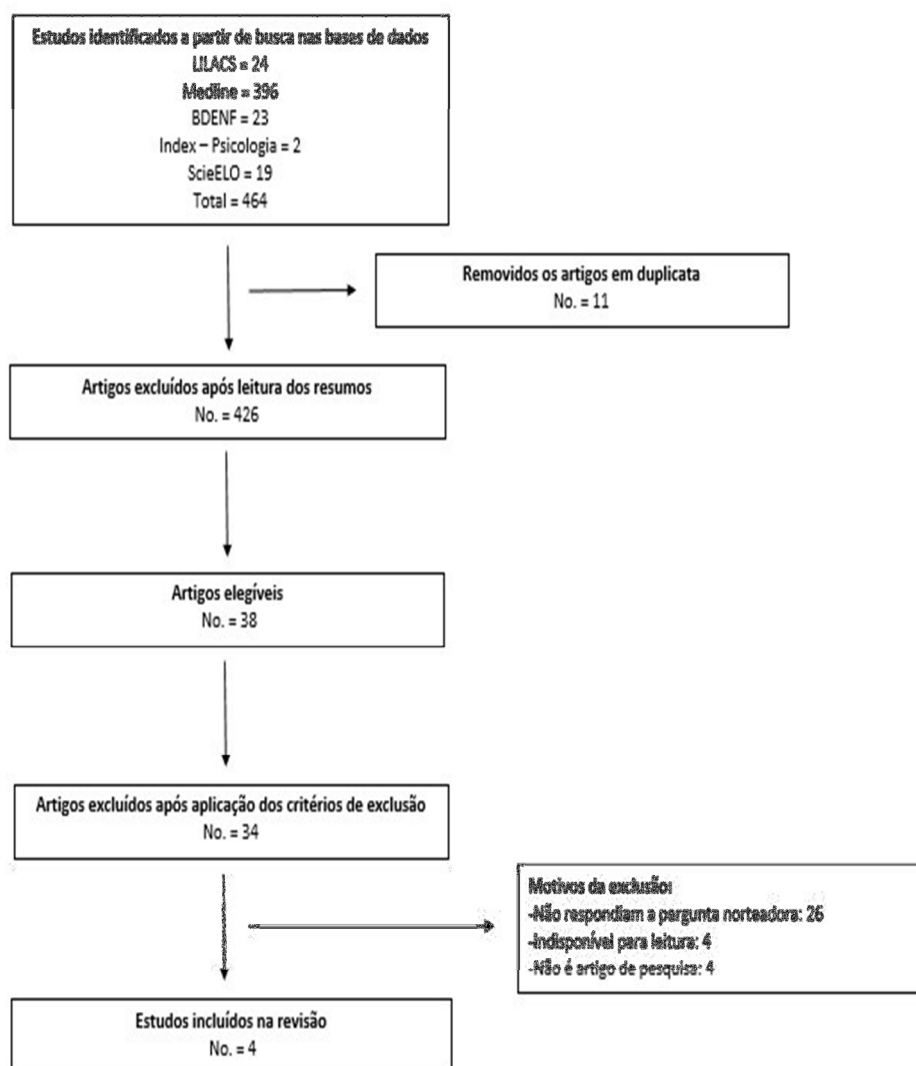 Estudos identificados a partir de busca nas bases de dados
LILACS = 24
Medline = 396
BDENF = 23
Index – Psicologia = 2
ScieELO = 19
Total = 464
Removidos os artigos em duplicata
No. = 11
Artigos excluídos após leitura dos resumos
No. = 426
Artigos elegíveis
No. = 38
Artigos excluídos após aplicação dos critérios de exclusão
No. = 34
Motivos da exclusão:
-Não respondiam a pergunta norteadora: 26
-Indisponível para leitura: 4
-Não é artigo de pesquisa: 4
Estudos incluídos na revisão
No. = 4